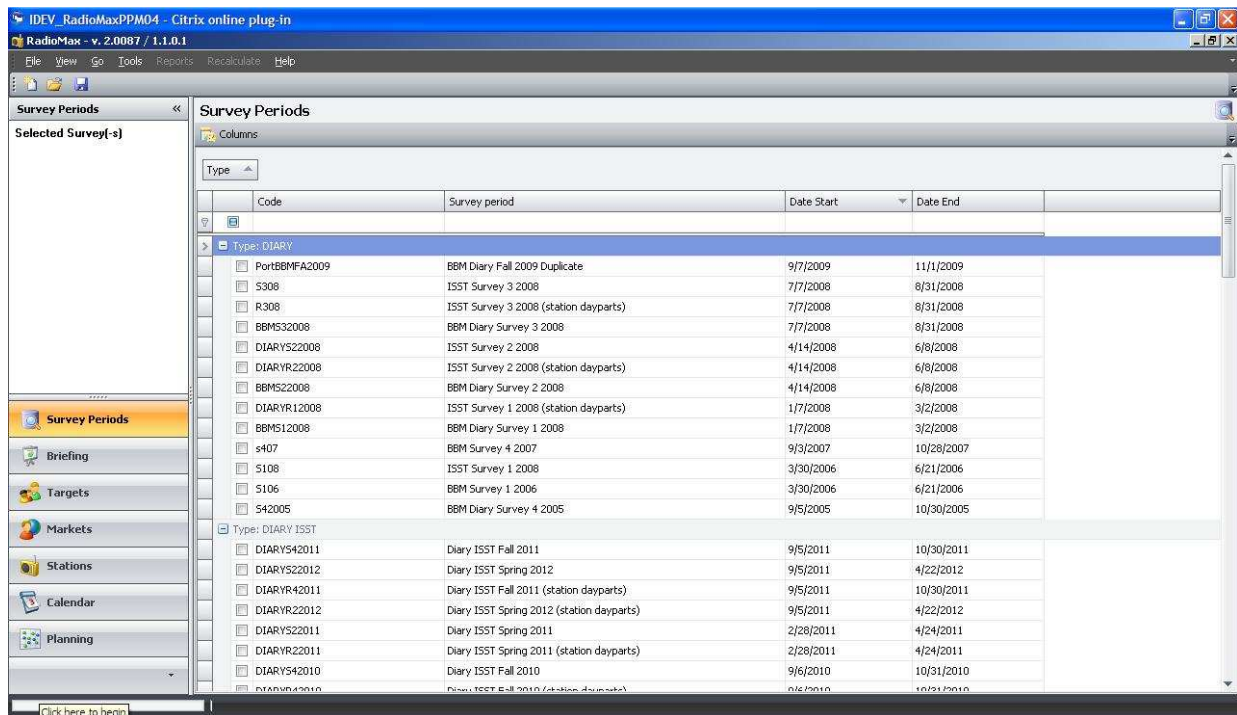 IDEV_RadioMaxPPM04 - Citrix online plug-in
RadioMax - v. 2.0087 / 1.1.0.1
File View Go Tools Reports Recalculate Help
Survey Periods «
Selected Survey(-s)
Survey Periods
Columns
Type
Code Survey period Date Start Date End
Type: DIARY
PortBBMFA2009 BBM Diary Fall 2009 Duplicate 9/7/2009 11/1/2009
S308 ISST Survey 3 2008 7/7/2008 8/31/2008
R308 ISST Survey 3 2008 (station dayparts) 7/7/2008 8/31/2008
BBMS32008 BBM Diary Survey 3 2008 7/7/2008 8/31/2008
DIARYS22008 ISST Survey 2 2008 4/14/2008 6/8/2008
DIARYR22008 ISST Survey 2 2008 (station dayparts) 4/14/2008 6/8/2008
BBMS22008 BBM Diary Survey 2 2008 4/14/2008 6/8/2008
DIARYR12008 ISST Survey 1 2008 (station dayparts) 1/7/2008 3/2/2008
BBMS12008 BBM Diary Survey 1 2008 1/7/2008 3/2/2008
s407 BBM Survey 4 2007 9/3/2007 10/28/2007
S108 ISST Survey 1 2008 3/30/2006 6/21/2006
S106 BBM Survey 1 2006 3/30/2006 6/21/2006
S42005 BBM Diary Survey 4 2005 9/5/2005 10/30/2005
Type: DIARY ISST
DIARYS42011 Diary ISST Fall 2011 9/5/2011 10/30/2011
DIARYS22012 Diary ISST Spring 2012 9/5/2011 4/22/2012
DIARYR42011 Diary ISST Fall 2011 (station dayparts) 9/5/2011 10/30/2011
DIARYR22012 Diary ISST Spring 2012 (station dayparts) 9/5/2011 4/22/2012
DIARYS22011 Diary ISST Spring 2011 2/28/2011 4/24/2011
DIARYR22011 Diary ISST Spring 2011 (station dayparts) 2/28/2011 4/24/2011
DIARYS42010 Diary ISST Fall 2010 9/6/2010 10/31/2010
DIARYR42010 Diary ISST Fall 2010 (station dayparts) 9/6/2010 10/31/2010
Survey Periods
Briefing
Targets
Markets
Stations
Calendar
Planning
Click here to begin